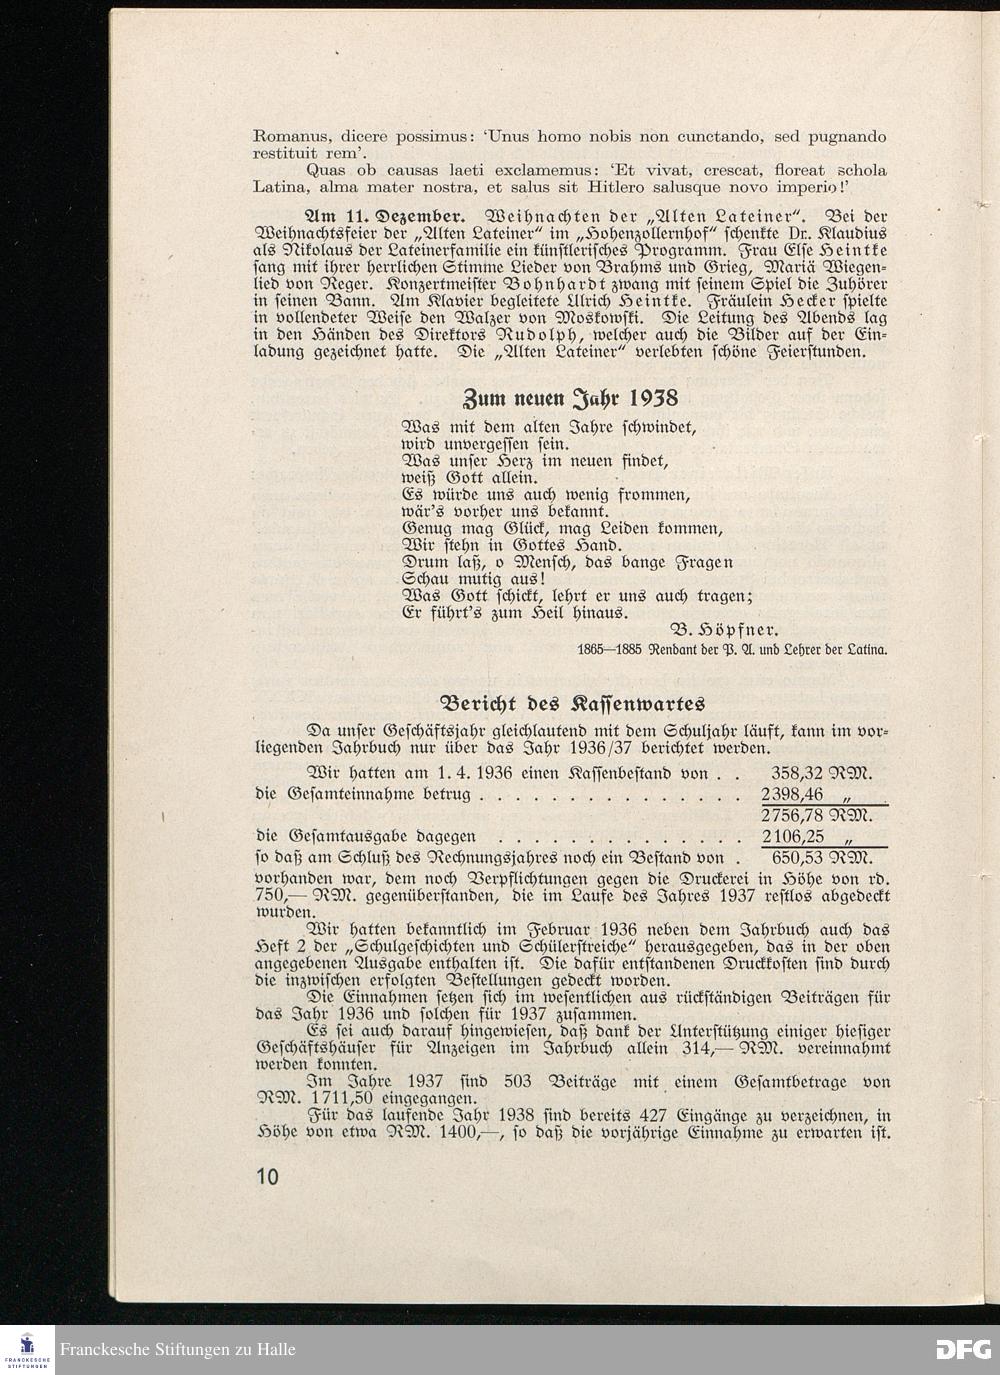 Romanus, dicere possimus: ‘Unus homo nobis non cunctando, sed pugnando
restituit rem’.
Quas ob causas laeti exclamemus: ‘Et vivat, crescat, floreat schola
Latina, alma mater nostra, et salus sit Hitlero salusque novo imperio!’
Am 11. Dezember. Weihnachten der „Alten Lateiner“. Bei der
Weihnachtsfeier der „Alten Lateiner“ im „Hohenzollernhof“ schenkte Dr. Klaudius
als Nikolaus der Lateinerfamilie ein künstlerisches Programm. Frau Else Heintke
sang mit ihrer herrlichen Stimme Lieder von Brahms und Grieg, Mariä Wiegen-
lied von Reger. Konzertmeister Bohnhardt zwang mit seinem Spiel die Zuhörer
in seinen Bann. Am Klavier begleitete Ulrich Heintke. Fräulein Hecker spielte
in vollendeter Weise den Walzer von Moskowski. Die Leitung des Abends lag
in den Händen des Direktors Rudolph, welcher auch die Bilder auf der Ein-
ladung gezeichnet hatte. Die „Alten Lateiner“ verlebten schöne Feierstunden.
Zum neuen Jahr 1938
Was mit dem alten Jahre schwindet,
wird unvergessen sein.
Was unser Herz im neuen findet,
weiß Gott allein.
Es würde uns auch wenig frommen,
wär's vorher uns bekannt.
Genug mag Glück, mag Leiden kommen,
Wir stehn in Gottes Hand.
Drum laß, o Mensch, das bange Fragen
Schau mutig aus!
Was Gott schickt, lehrt er uns auch tragen;
Er führt's zum Heil hinaus.
B. Höpfner.
1865—1885 Rendant der P. A. und Lehrer der Latina.
Bericht des Kassenwartes
Da unser Geschäftsjahr gleichlautend mit dem Schuljahr läuft, kann im vor-
liegenden Jahrbuch nur über das Jahr 1936/37 berichtet werden.
Wir hatten am 1. 4. 1936 einen Kassenbestand von . . 358,32 RM.
die Gesamteinnahme betrug . . . . . . . . . . . . . . . 2398,46 „
2756,78 RM.
die Gesamtausgabe dagegen . . . . . . . . . . . . . . 2106,25 „
so daß am Schluß des Rechnungsjahres noch ein Bestand von . 650,53 RM.
vorhanden war, dem noch Verpflichtungen gegen die Druckerei in Höhe von rd.
750,— RM. gegenüberstanden, die im Laufe des Jahres 1937 restlos abgedeckt
wurden.
Wir hatten bekanntlich im Februar 1936 neben dem Jahrbuch auch das
Heft 2 der „Schulgeschichten und Schülerstreiche“ herausgegeben, das in der oben
angegebenen Ausgabe enthalten ist. Die dafür entstandenen Druckkosten sind durch
die inzwischen erfolgten Bestellungen gedeckt worden.
Die Einnahmen setzen sich im wesentlichen aus rückständigen Beiträgen für
das Jahr 1936 und solchen für 1937 zusammen.
Es sei auch darauf hingewiesen, daß dank der Unterstützung einiger hiesiger
Geschäftshäuser für Anzeigen im Jahrbuch allein 314,— RM. vereinnahmt
werden konnten.
Im Jahre 1937 sind 503 Beiträge mit einem Gesamtbetrage von
RM. 1711,50 eingegangen.
Für das laufende Jahr 1938 sind bereits 427 Eingänge zu verzeichnen, in
Höhe von etwa RM. 1400,—, so daß die vorjährige Einnahme zu erwarten ist.
10
FRANCKESCHE
STIFTUNGEN
Franckesche Stiftungen zu Halle
DFG